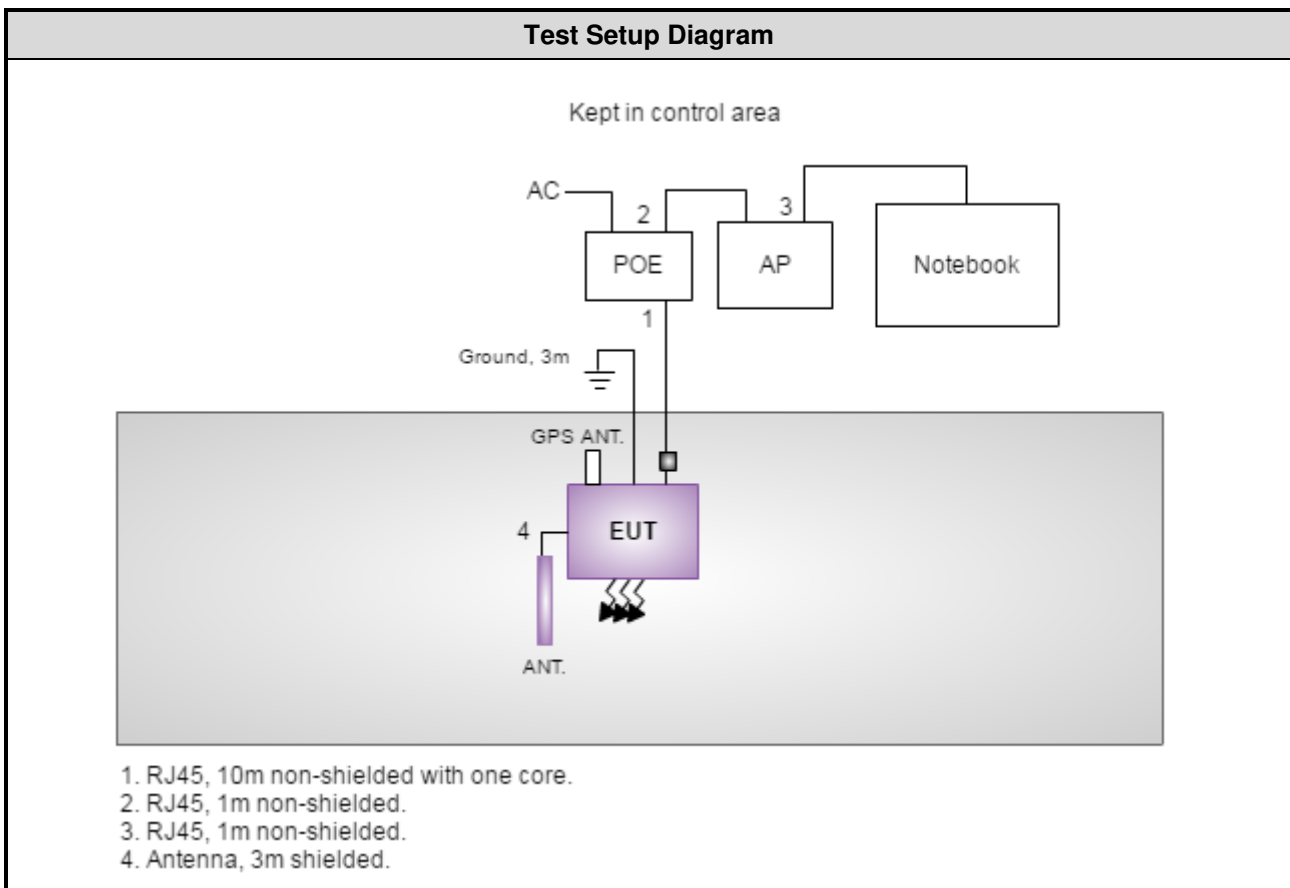 Test Setup Diagram
Kept in control area
AC
2
3
POE
AP
Notebook
1
Ground, 3m
GPS ANT.
4
EUT
ANT.
1. RJ45, 10m non-shielded with one core.
2. RJ45, 1m non-shielded.
3. RJ45, 1m non-shielded.
4. Antenna, 3m shielded.